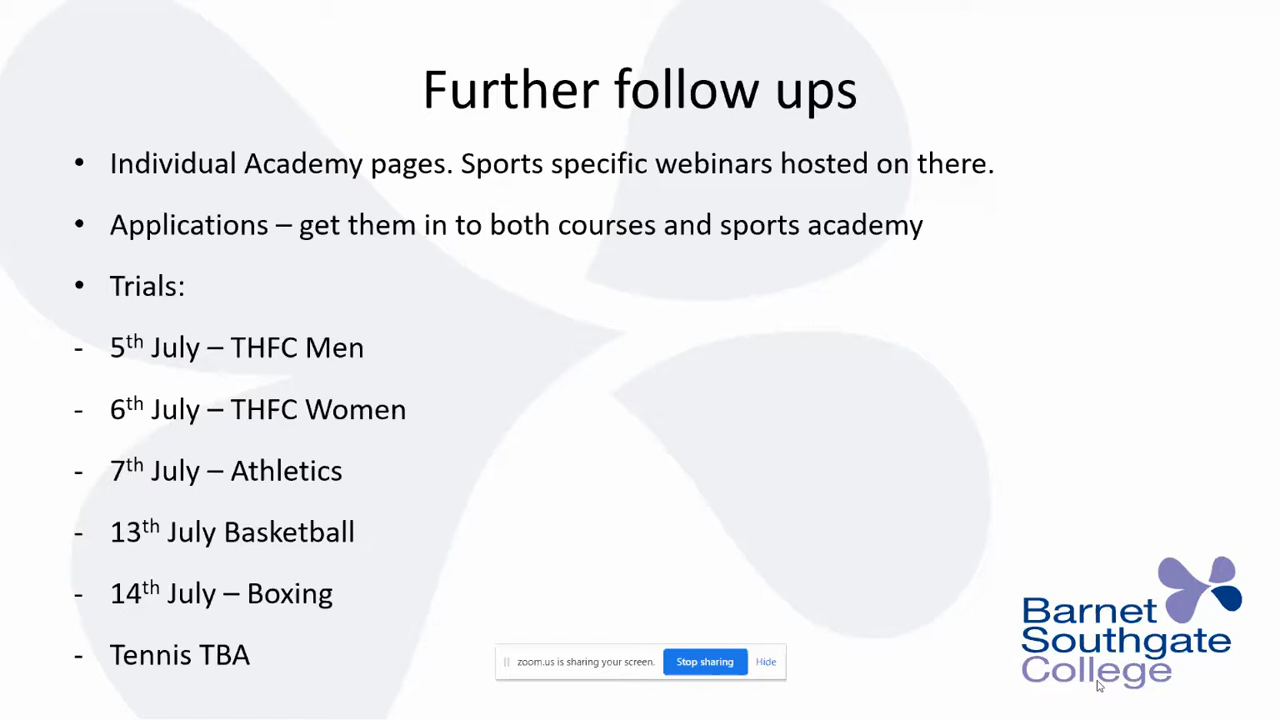 Further follow ups
• Individual Academy pages. Sports specific webinars hosted on there.
• Applications – get them in to both courses and sports academy
• Trials:
- 5th July – THFC Men
- 6th July – THFC Women
- 7th July – Athletics
- 13th July Basketball
- 14th July – Boxing
- Tennis TBA
zoom.us is sharing your screen. Stop sharing Hide
Barnet
Southgate
College